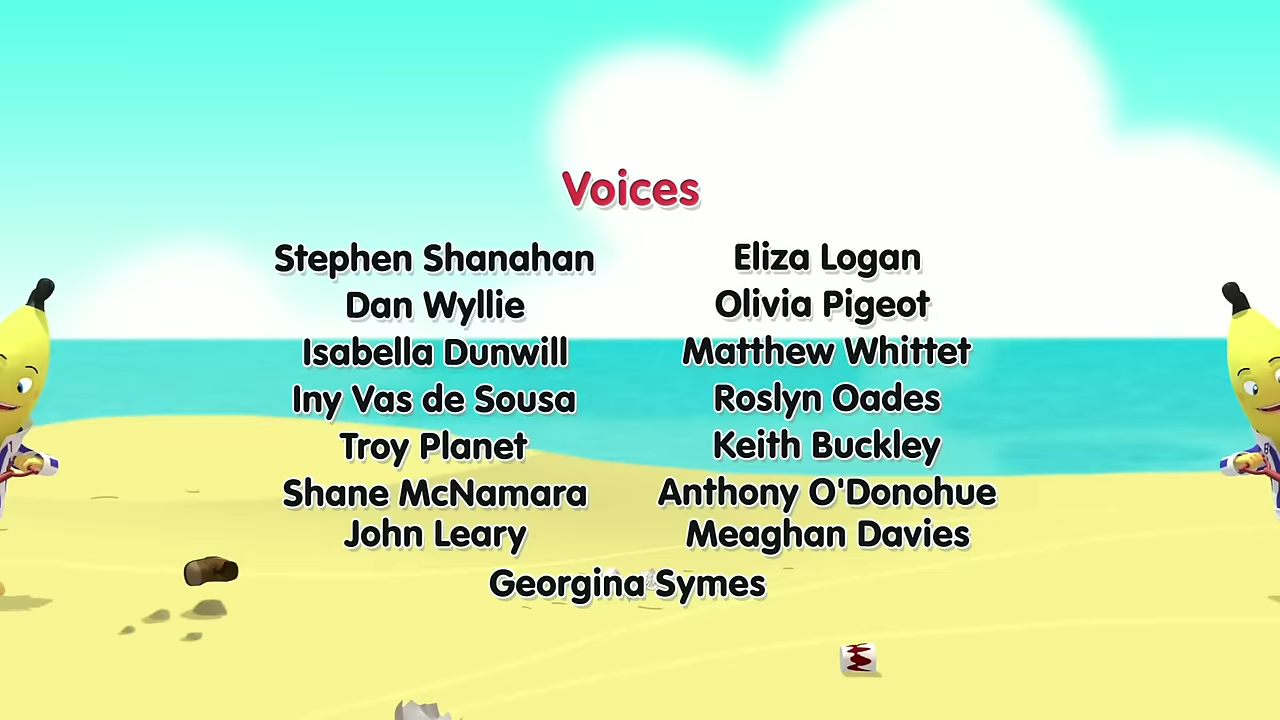 Voices
Stephen Shanahan
Eliza Logan
Dan Wyllie
Olivia Pigeot
Isabella Dunwill
Matthew Whittet
Iny Vas de Sousa
Roslyn Oades
Troy Planet
Keith Buckley
Shane McNamara
Anthony O'Donohue
John Leary
Meaghan Davies
Georgina Symes